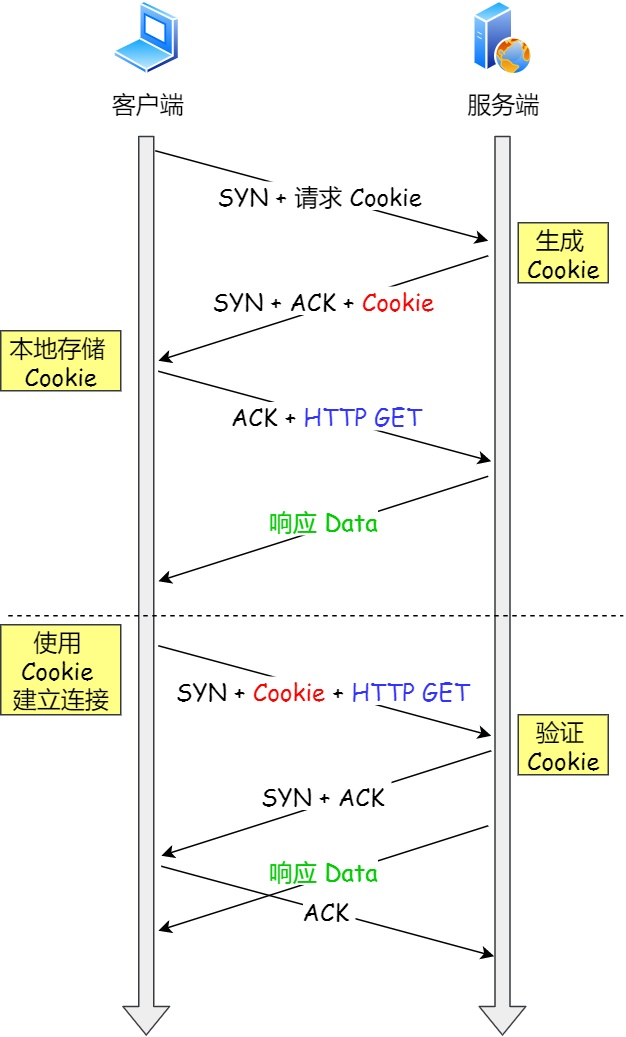 客户端
服务端
SYN + 请求 Cookie
生成
Cookie
SYN + ACK + Cookie
本地存储
Cookie
ACK + HTTP GET
响应 Data
使用
Cookie
建立连接
SYN + Cookie + HTTP GET
验证
Cookie
SYN + ACK
响应 Data
ACK